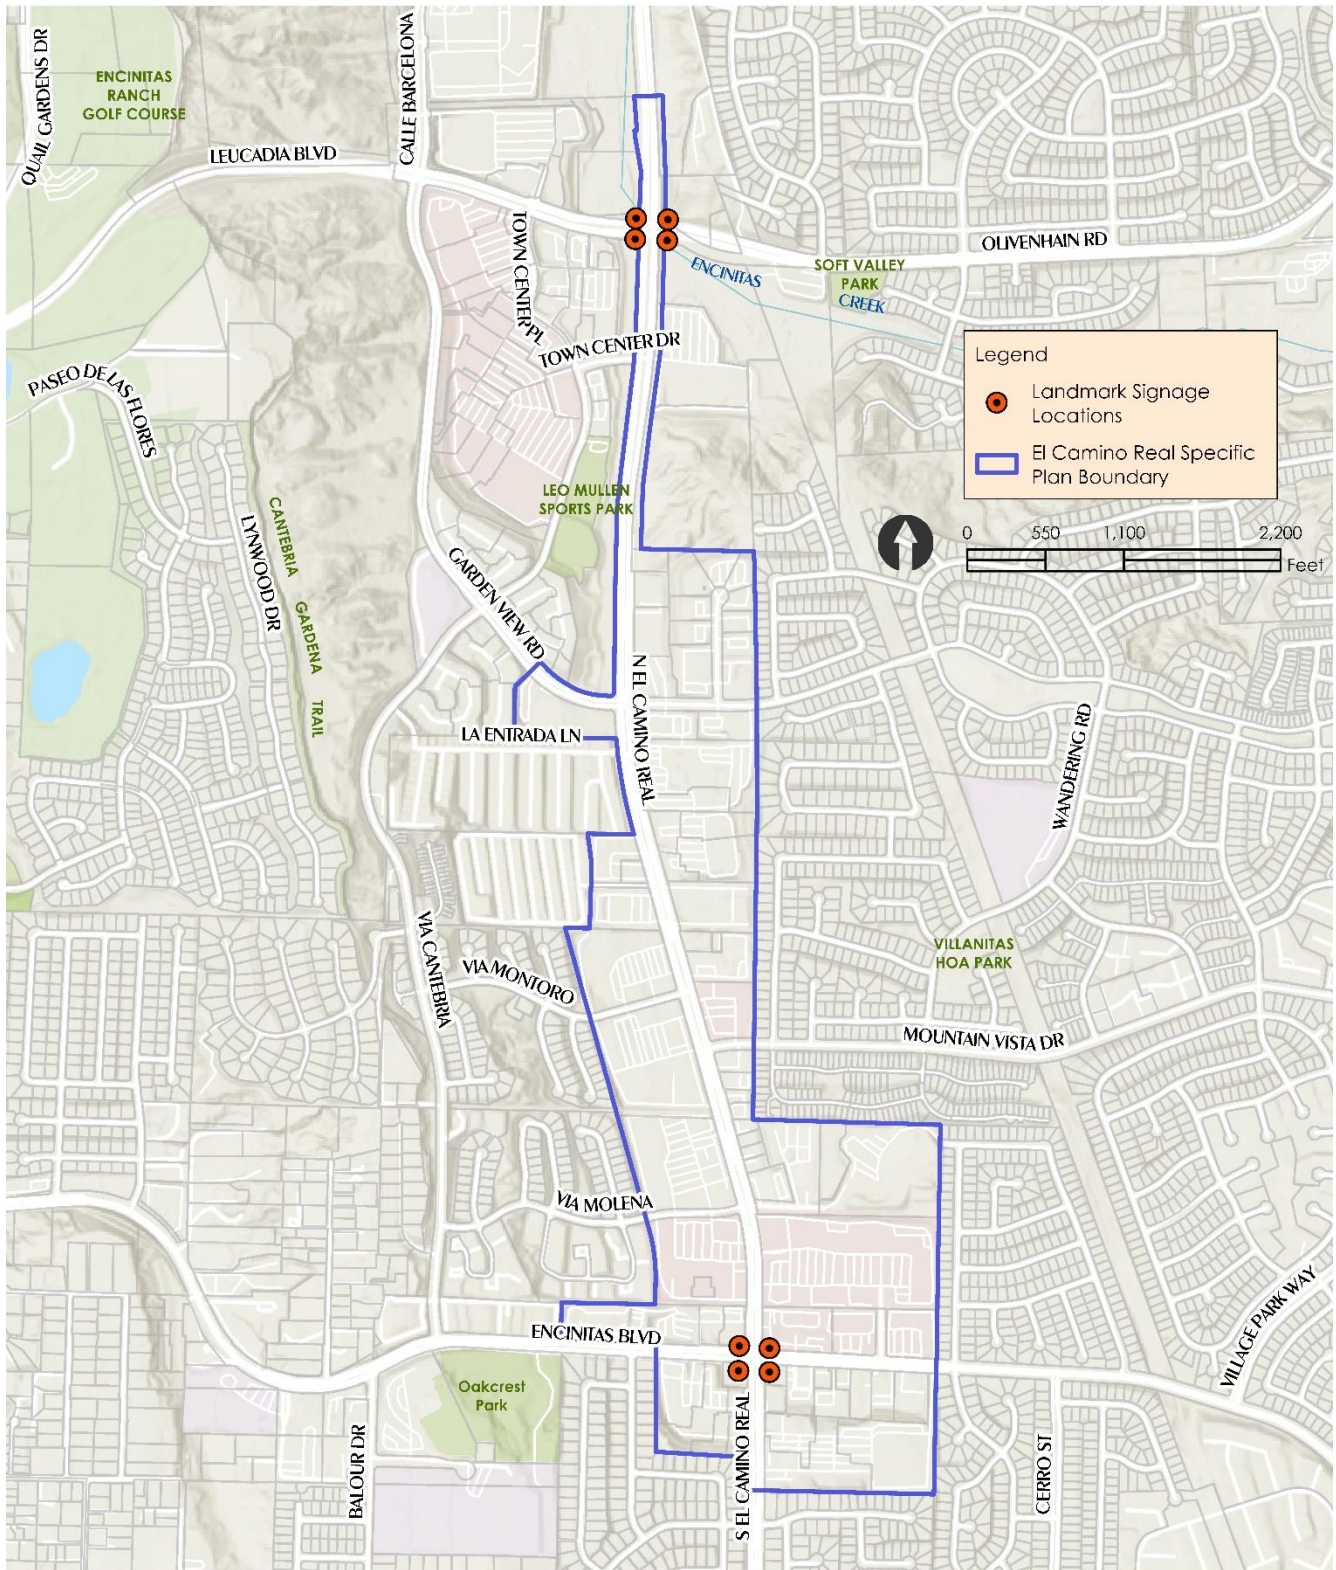 QUAIL GARDENS DR
ENCINITAS
RANCH
GOLF COURSE
CALLE BARCELONA
LEUCADIA BLVD
TOWN CENTER PL
OLIVENHAIN RD
ENCINITAS
CREEK
SOFT VALLEY
PARK
TOWN CENTER DR
Legend
Landmark Signage
Locations
El Camino Real Specific
Plan Boundary
0 550 1,100 2,200
Feet
PASEO DE LAS FLORES
CANTEBRIA GARDENA TRAIL
LYNWOOD DR
LEO MULLEN
SPORTS PARK
GARDEN VIEW RD
N EL CAMINO REAL
LA ENTRADA LN
WANDERING RD
VIA CANTEBRIA
VIA MONTORO
VILLANITAS
HOA PARK
MOUNTAIN VISTA DR
VIA MOLENA
ENCINITAS BLVD
VILLAGE PARK WAY
Oakcrest
Park
BALOUR DR
S EL CAMINO REAL
CERRO ST